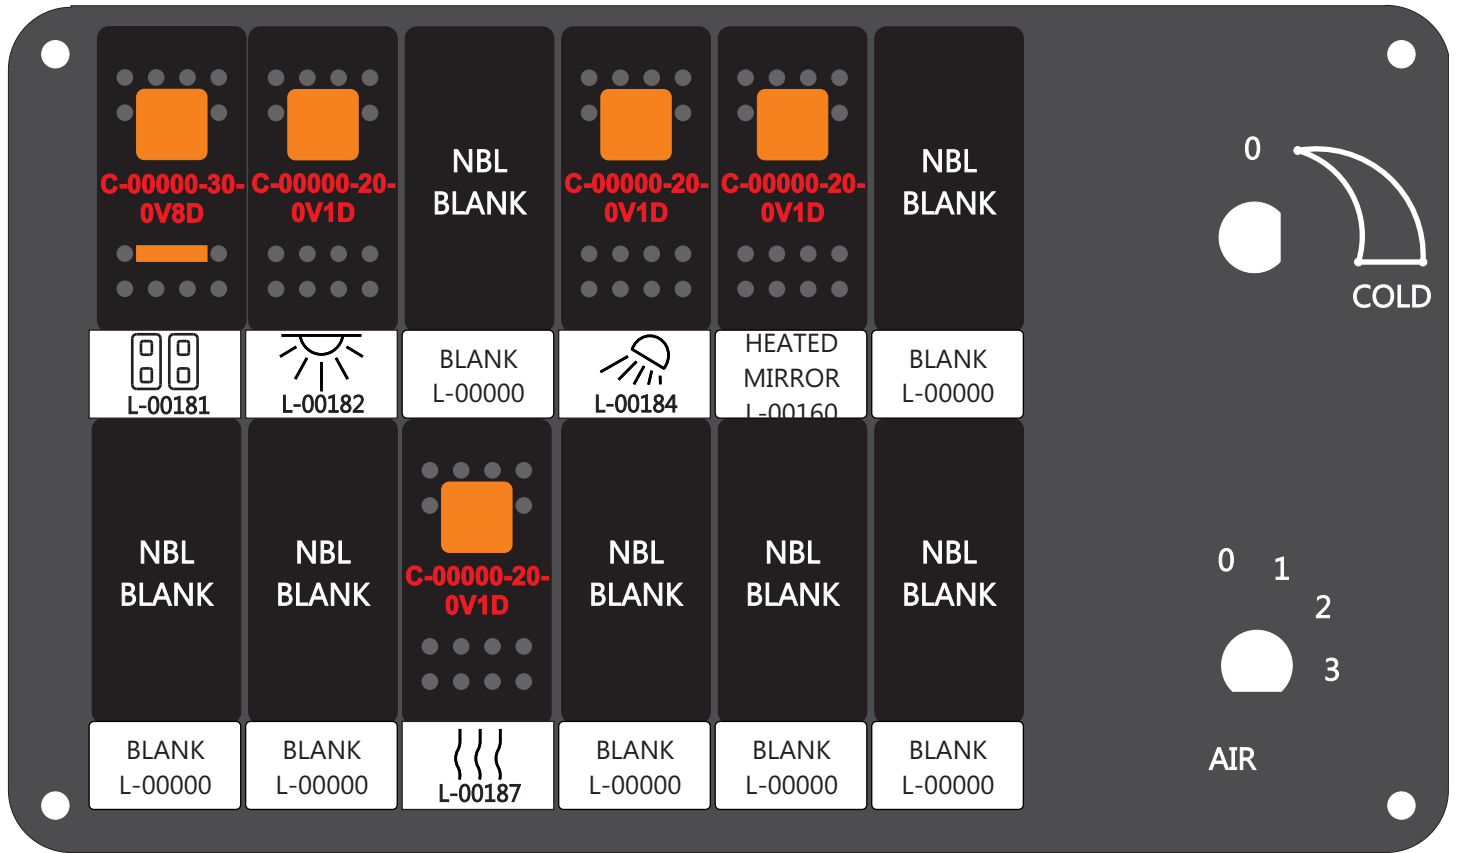 C-00000-30-
0V8D
C-00000-20-
0V1D
NBL
BLANK
C-00000-20-
0V1D
C-00000-20-
0V1D
NBL
BLANK
L-00181
L-00182
BLANK
L-00000
L-00184
HEATED
MIRROR
L-00160
BLANK
L-00000
NBL
BLANK
NBL
BLANK
C-00000-20-
0V1D
NBL
BLANK
NBL
BLANK
NBL
BLANK
BLANK
L-00000
BLANK
L-00000
L-00187
BLANK
L-00000
BLANK
L-00000
BLANK
L-00000
0
COLD
0
1
2
3
AIR